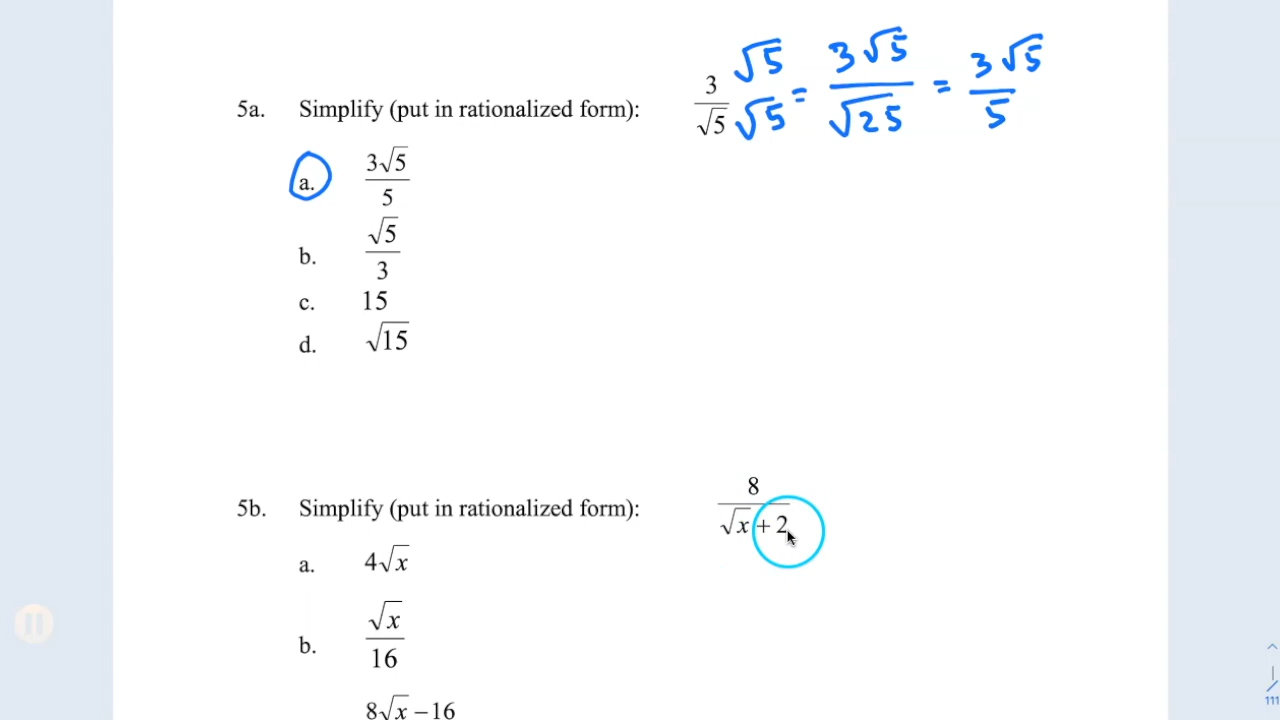 5a. Simplify (put in rationalized form): 3/√5 √5/√5 = 3√5/√25 = 3√5/5
a. 3√5/5
b. √5/3
c. 15
d. √15
5b. Simplify (put in rationalized form): 8/(√x + 2)
a. 4√x
b. √x/16
8√x − 16
111